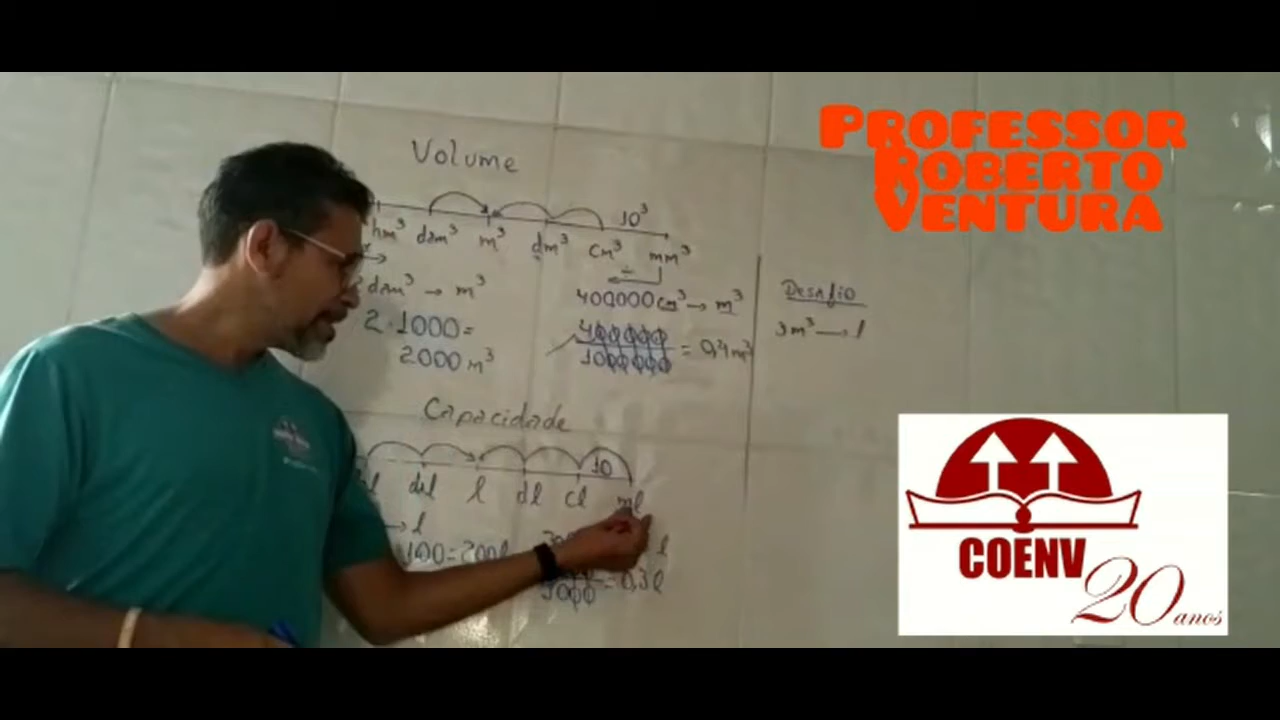 PROFESSOR
ROBERTO
VENTURA
Volume
10³
hm³ dam³ m³ dm³ cm³ mm³
dam³ → m³
2 · 1000 =
2000 m³
÷
400000 cm³ → m³
400000
1000000
= 0,4 m³
Desafio
3m³ → l
Capacidade
10
dal l dl cl ml
→ l
100 = 200l
l
1000
= 0,3 l
COENV
20 anos